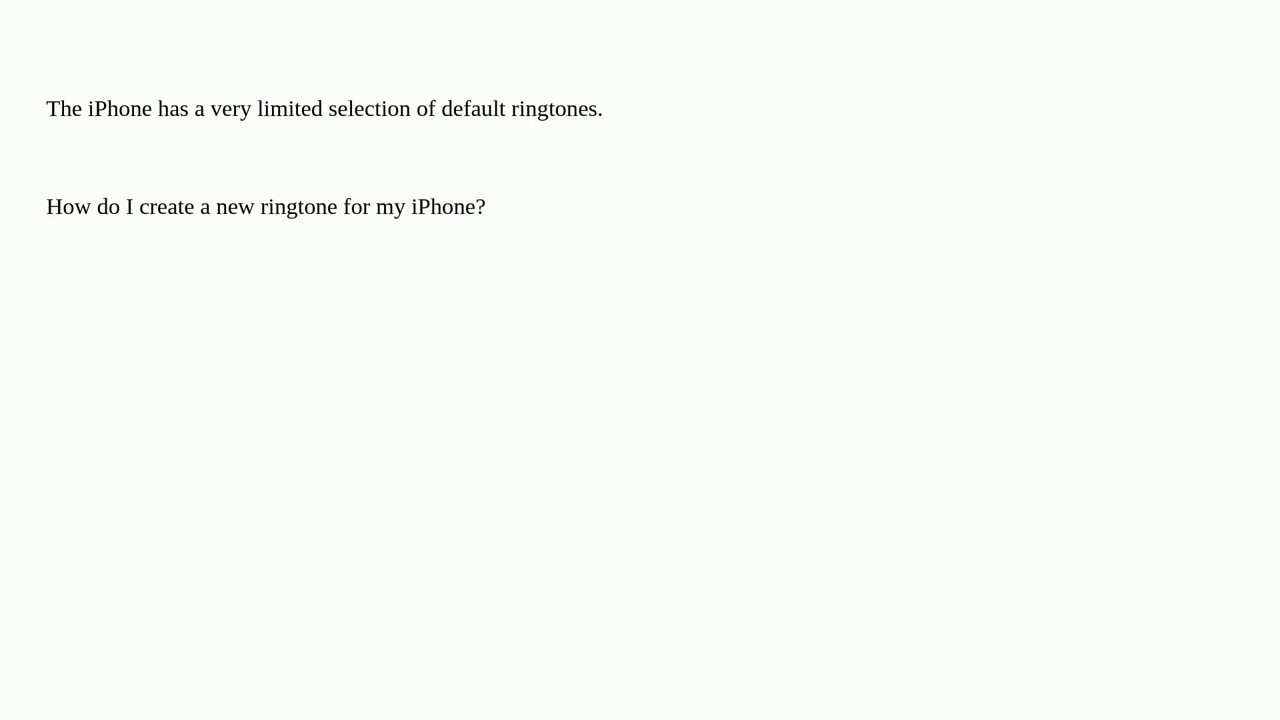 The iPhone has a very limited selection of default ringtones.
How do I create a new ringtone for my iPhone?